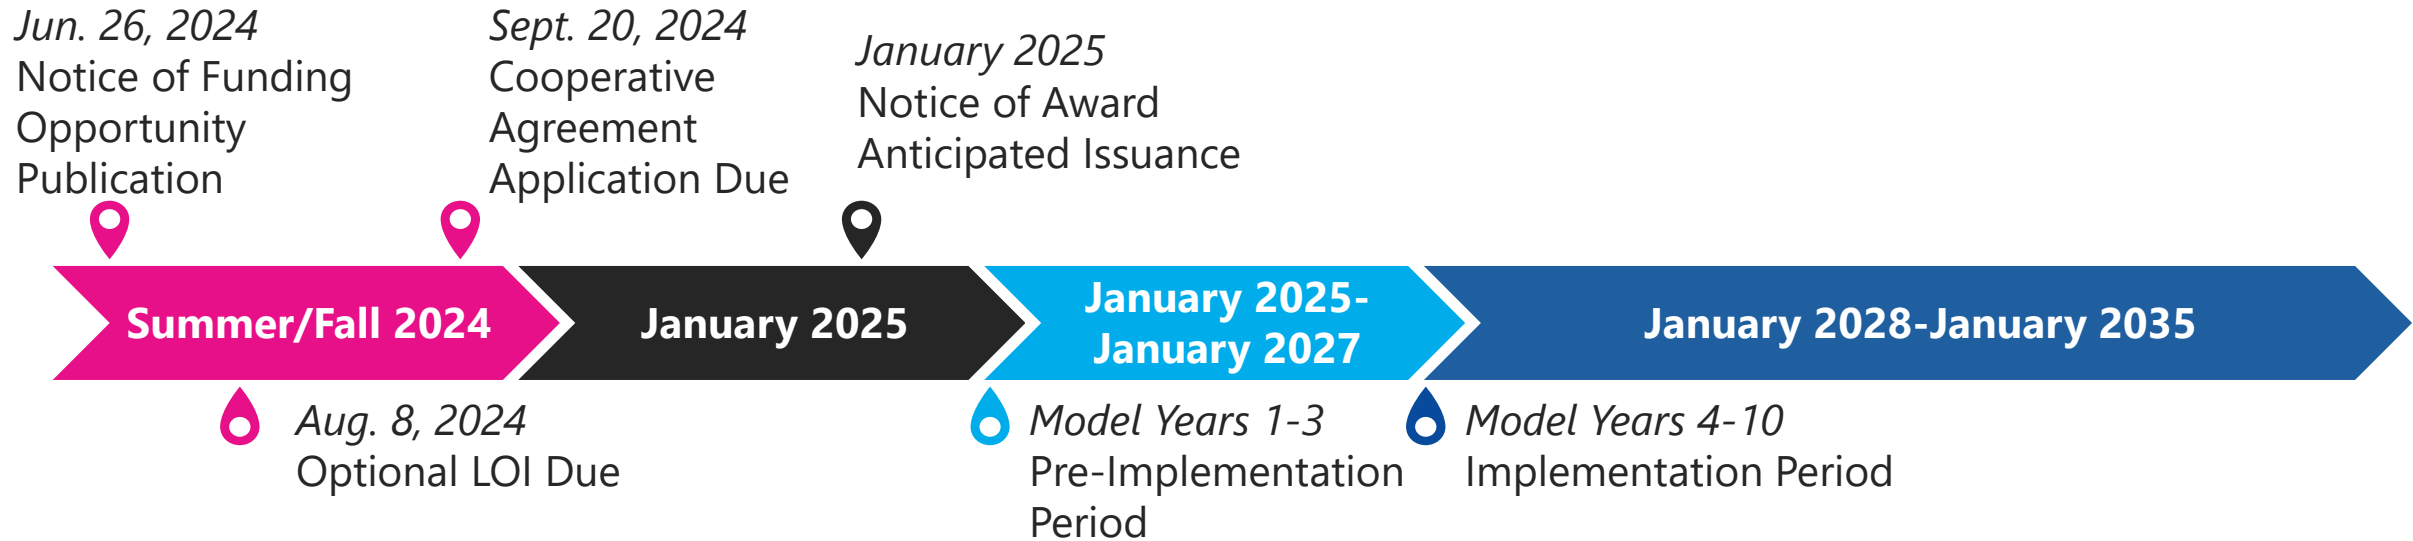 Jun. 26, 2024
Notice of Funding
Opportunity
Publication
Sept. 20, 2024
Cooperative
Agreement
Application Due
January 2025
Notice of Award
Anticipated Issuance
Summer/Fall 2024
January 2025
January 2025-
January 2027
January 2028-January 2035
Aug. 8, 2024
Optional LOI Due
Model Years 1-3
Pre-Implementation
Period
Model Years 4-10
Implementation Period